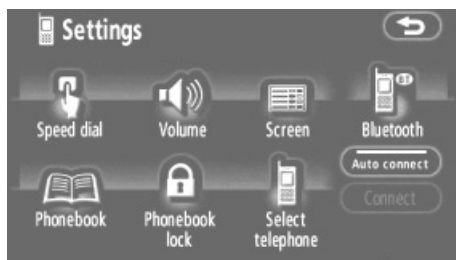 Settings
Speed dial
Volume
Screen
Bluetooth
Auto connect
Phonebook
Phonebook
lock
Select
telephone
Connect